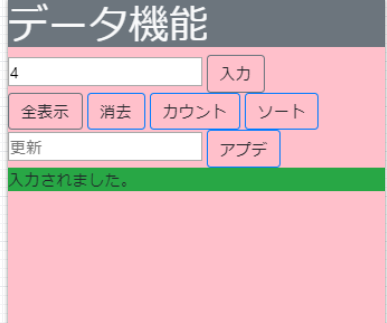 データ機能
4 入力
全表示 消去 カウント ソート
更新 アプデ
入力されました。